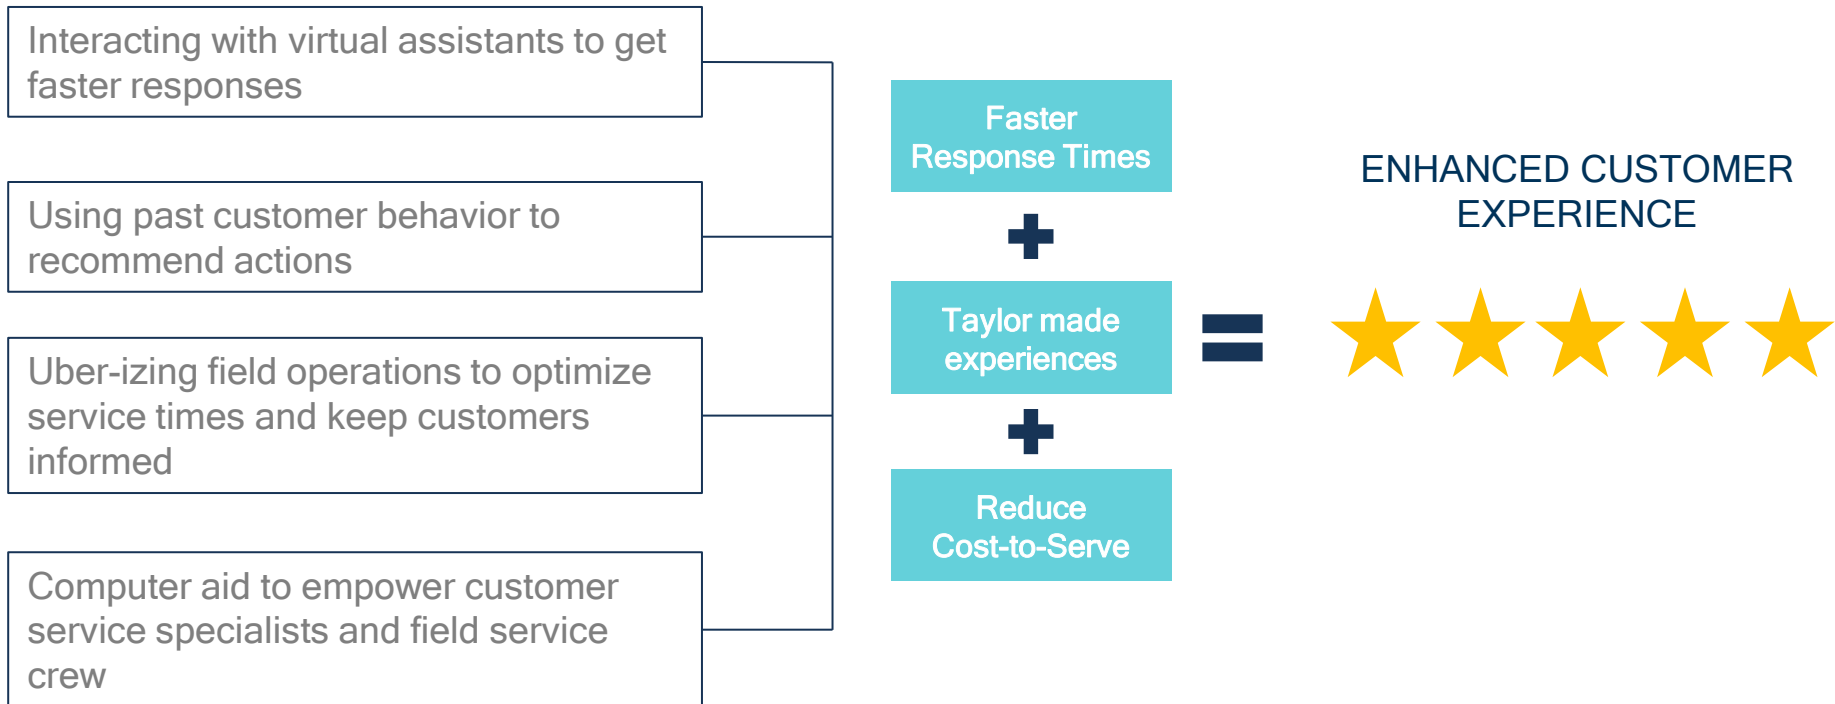 Interacting with virtual assistants to get
faster responses
Using past customer behavior to
recommend actions
Uber-izing field operations to optimize
service times and keep customers
informed
Computer aid to empower customer
service specialists and field service
crew
Faster
Response Times
Taylor made
experiences
Reduce
Cost-to-Serve
ENHANCED CUSTOMER
EXPERIENCE